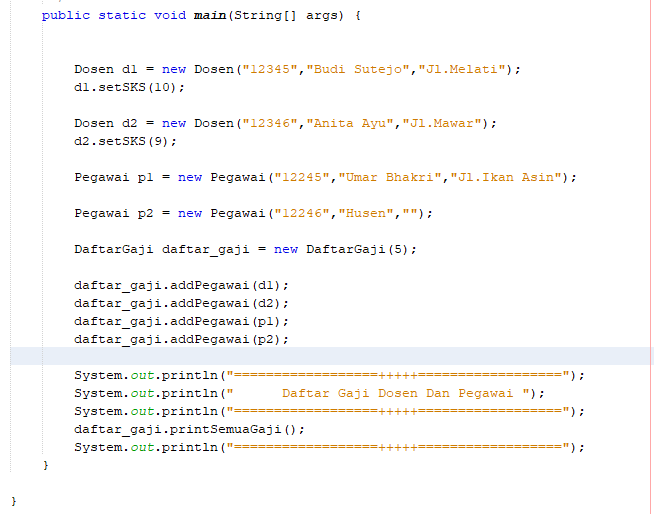 public static void main(String[] args) {
Dosen d1 = new Dosen("12345","Budi Sutejo","Jl.Melati");
d1.setSKS(10);
Dosen d2 = new Dosen("12346","Anita Ayu","Jl.Mawar");
d2.setSKS(9);
Pegawai p1 = new Pegawai("12245","Umar Bhakri","Jl.Ikan Asin");
Pegawai p2 = new Pegawai("12246","Husen","");
DaftarGaji daftar_gaji = new DaftarGaji(5);
daftar_gaji.addPegawai(d1);
daftar_gaji.addPegawai(d2);
daftar_gaji.addPegawai(p1);
daftar_gaji.addPegawai(p2);
System.out.println("==================+++++==================");
System.out.println("      Daftar Gaji Dosen Dan Pegawai ");
System.out.println("==================+++++==================");
daftar_gaji.printSemuaGaji();
System.out.println("==================+++++==================");
}
}